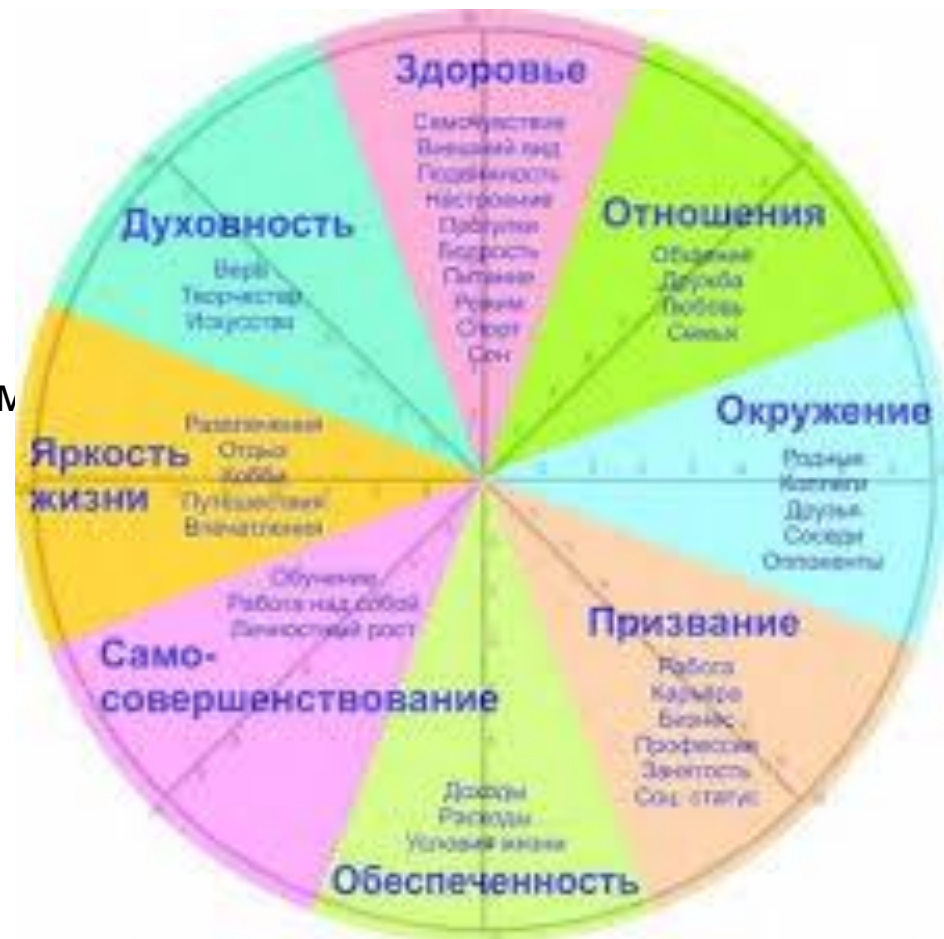 Здоровье
Самочувствие
Внешний вид
Подвижность
Настроение
Прогулки
Бодрость
Питание
Режим
Спорт
Сон
Отношения
Общение
Дружба
Любовь
Семья
Окружение
Родные
Коллеги
Друзья
Соседи
Оппоненты
Призвание
Работа
Карьера
Бизнес
Профессия
Занятость
Соц. статус
Обеспеченность
Доходы
Расходы
Условия жизни
Само-
совершенствование
Обучение
Работа над собой
Личностный рост
Яркость
жизни
Развлечения
Отдых
Хобби
Путешествия
Впечатления
Духовность
Вера
Творчество
Искусство